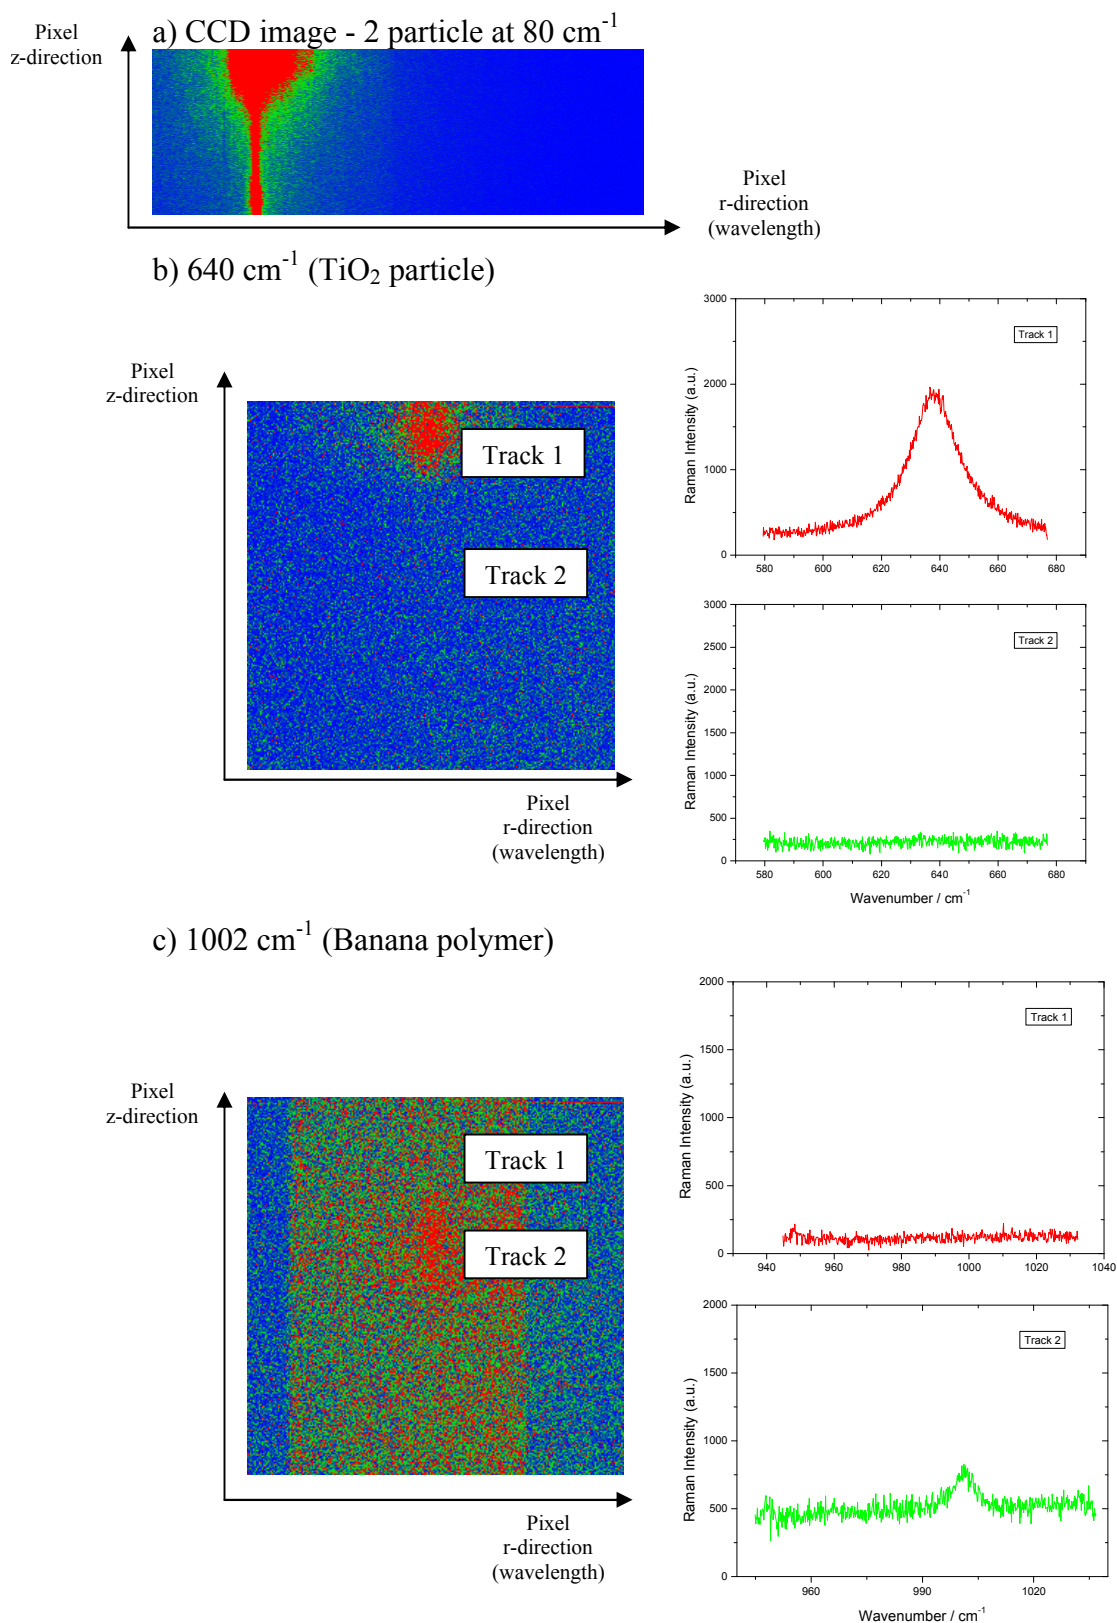 a) CCD image - 2 particle at 80 cm-1
Pixel
z-direction
Pixel
r-direction
(wavelength)
b) 640 cm-1 (TiO2 particle)
Pixel
z-direction
Track 1
Track 2
Pixel
r-direction
(wavelength)
3000
2000
1000
0
580 600 620 640 660 680
Raman Intensity (a.u.)
Track 1
3000
2500
2000
1500
1000
500
0
580 600 620 640 660 680
Raman Intensity (a.u.)
Track 2
Wavenumber / cm-1
c) 1002 cm-1 (Banana polymer)
Pixel
z-direction
Track 1
Track 2
Pixel
r-direction
(wavelength)
2000
1500
1000
500
0
940 960 980 1000 1020 1040
Raman Intensity (a.u.)
Track 1
2000
1500
1000
500
0
960 990 1020
Raman Intensity (a.u.)
Track 2
Wavenumber / cm-1